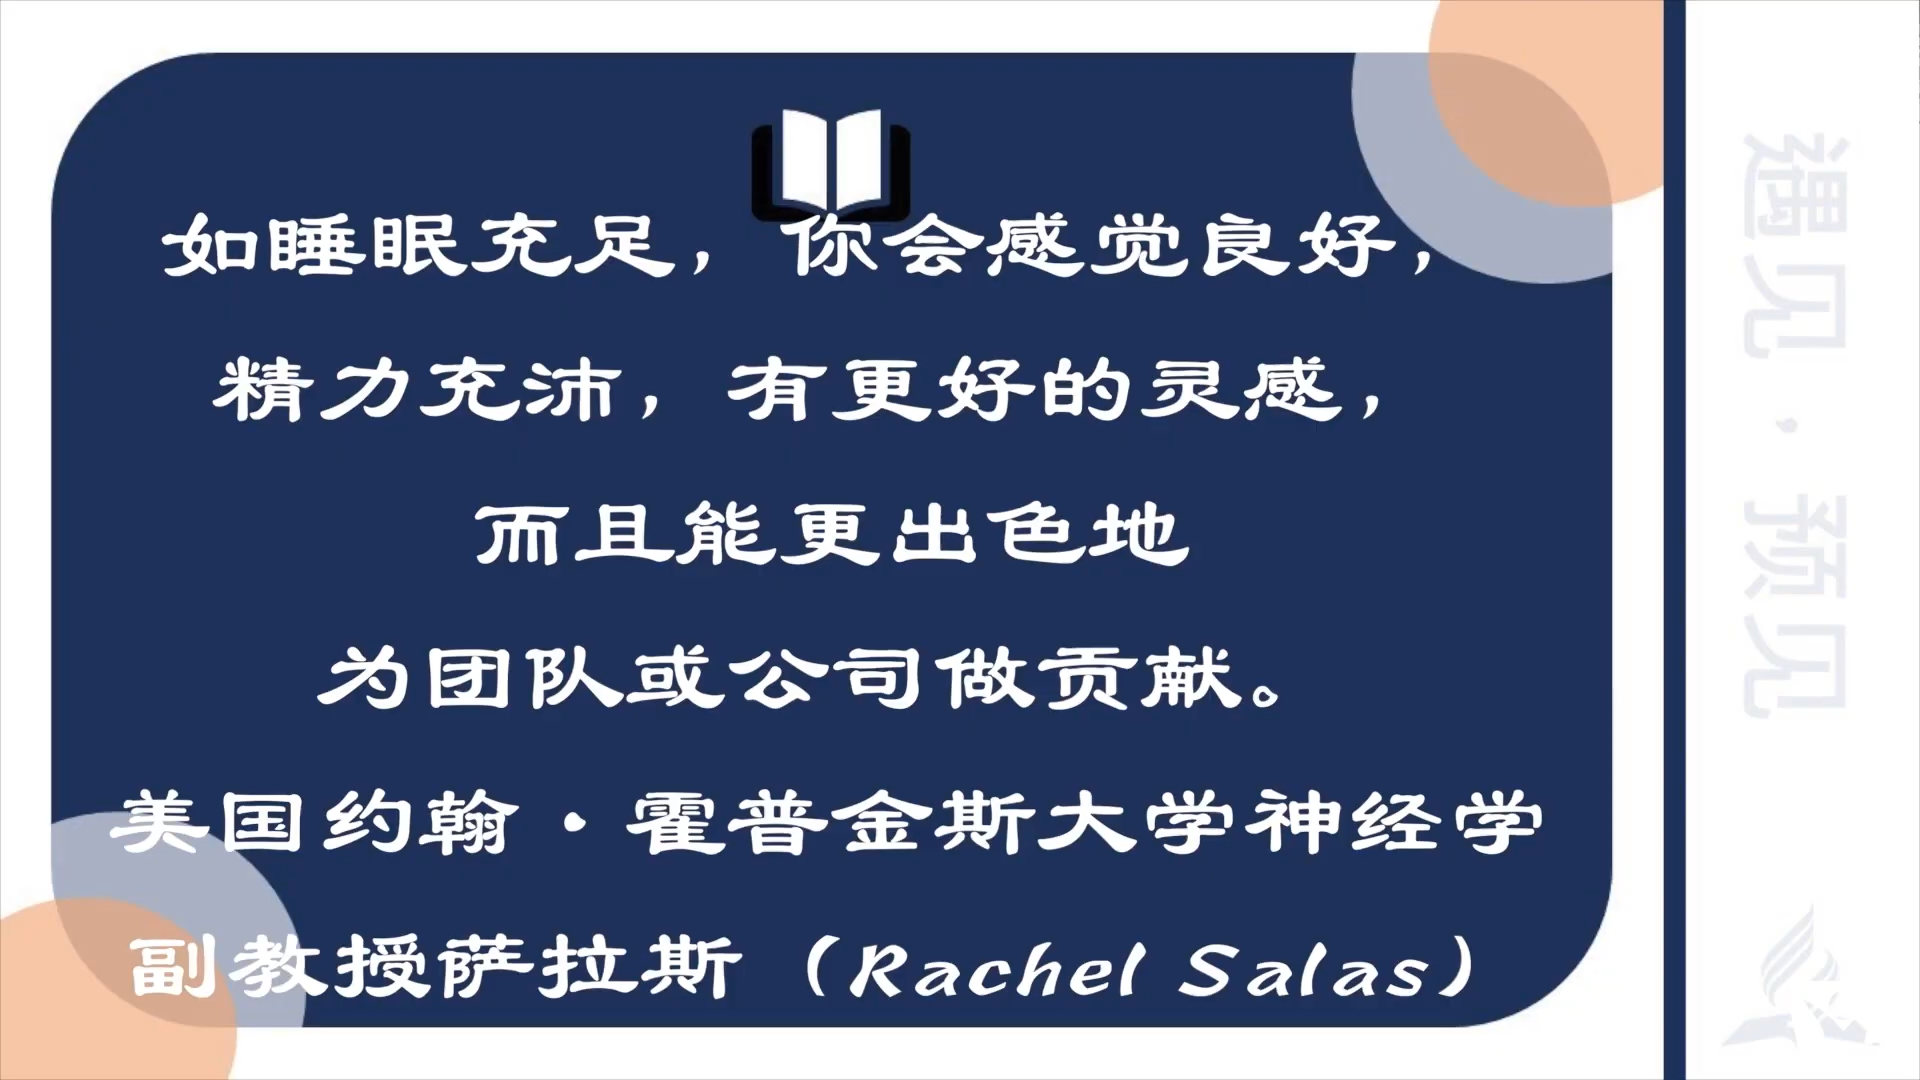 如睡眠充足，你会感觉良好，
精力充沛，有更好的灵感，
而且能更出色地
为团队或公司做贡献。
美国约翰·霍普金斯大学神经学
副教授萨拉斯（Rachel Salas）
遇见·预见